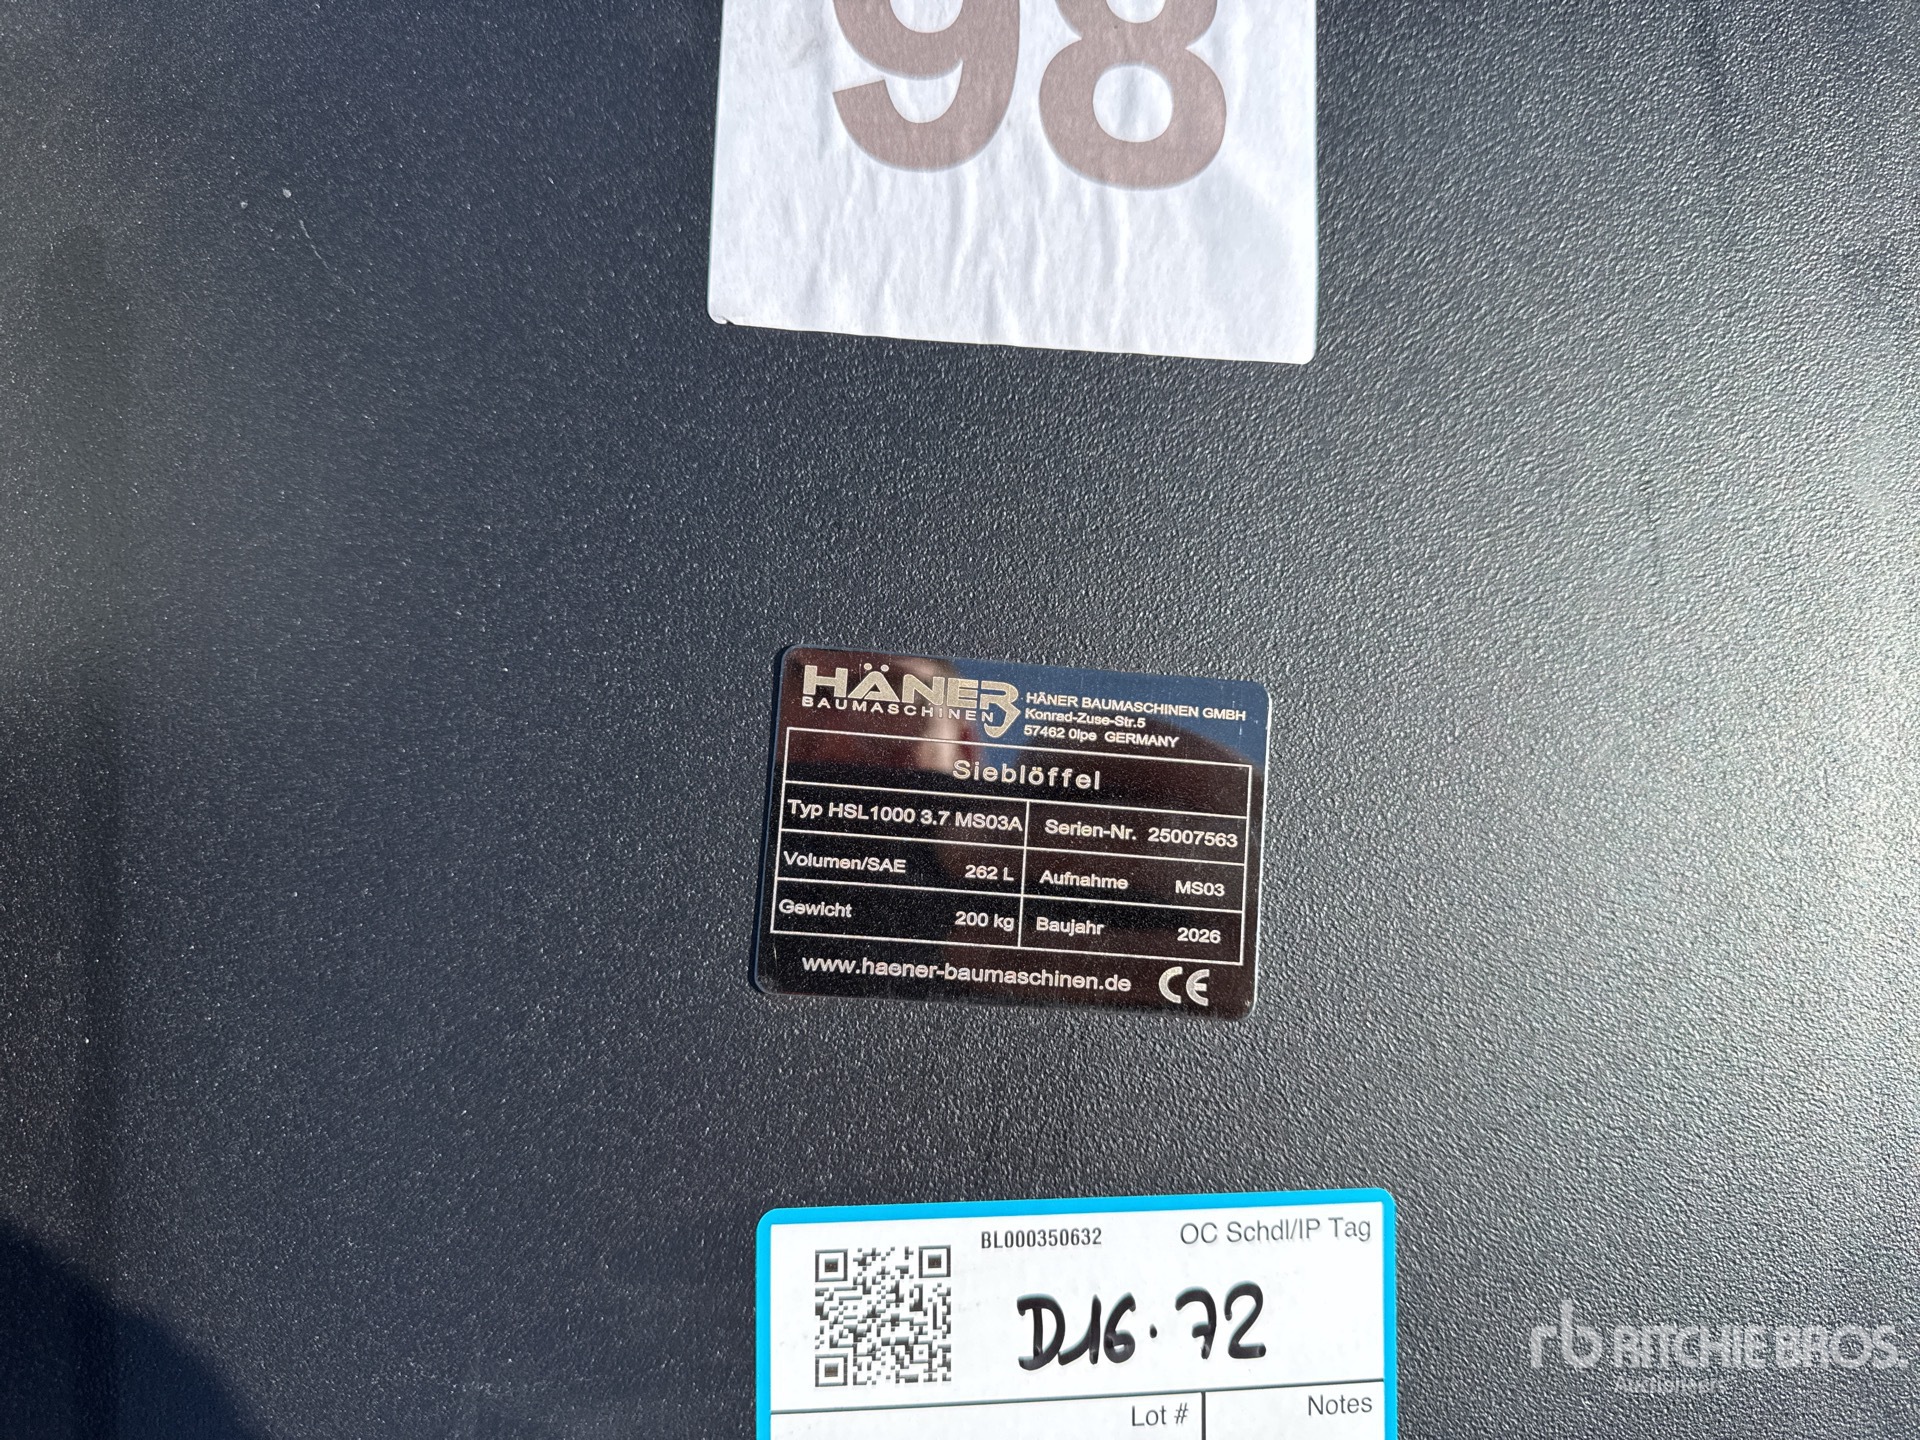 98
HÄNER
BAUMASCHINEN
HÄNER BAUMASCHINEN GMBH
Konrad-Zuse-Str.5
57462 Olpe GERMANY
Sieblöffel
Typ HSL1000 3.7 MS03A
Serien-Nr. 25007563
Volumen/SAE 262 L
Aufnahme MS03
Gewicht 200 kg
Baujahr 2026
www.haener-baumaschinen.de CE
BL000350632
OC Schdl/IP Tag
D16.72
Lot #
Notes
rb RITCHIE BROS.
Auctioneers